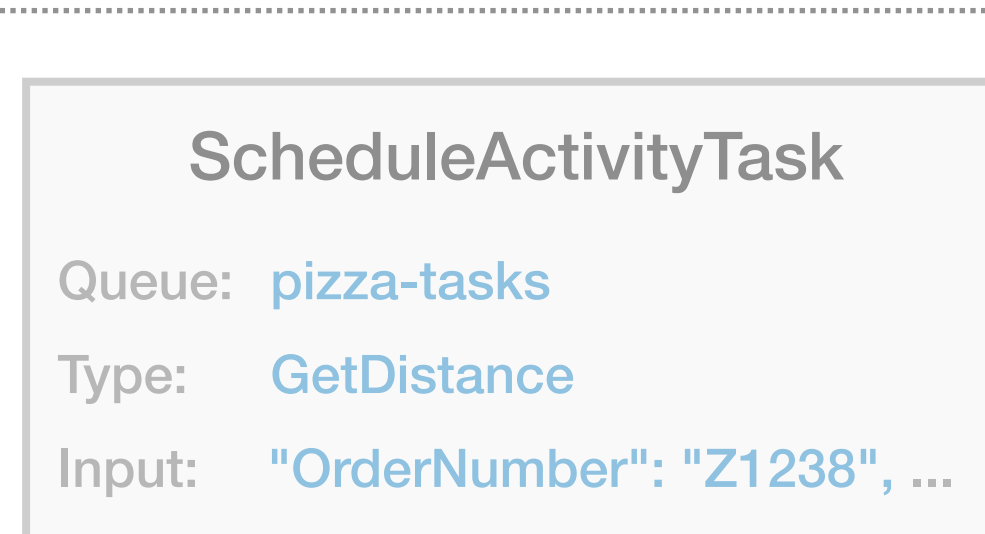 ScheduleActivityTask
Queue: pizza-tasks
Type: GetDistance
Input: "OrderNumber": "Z1238", ...